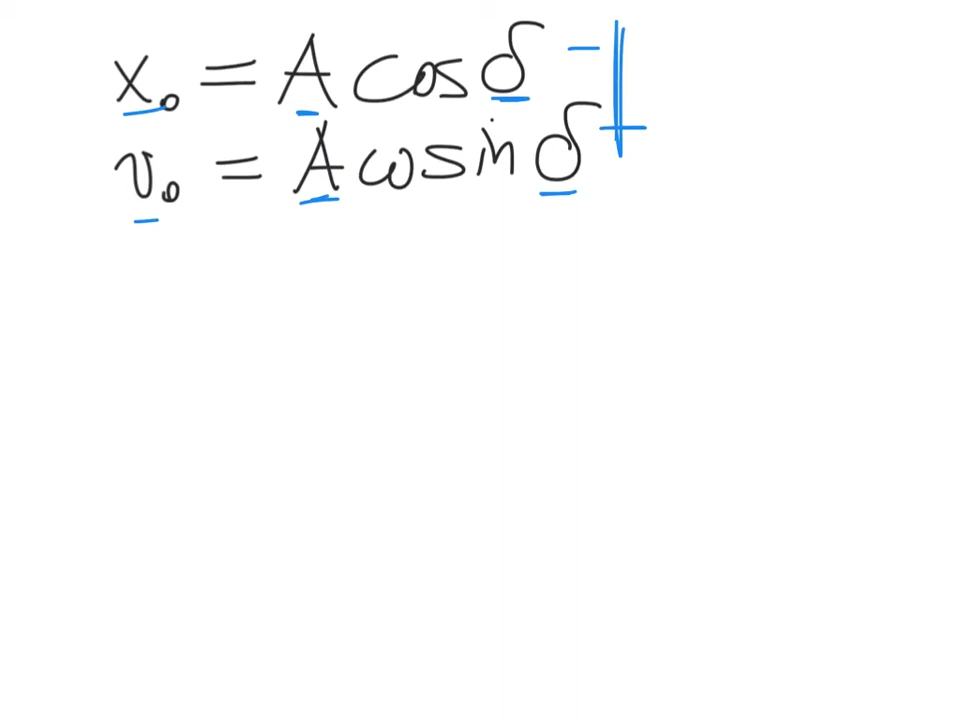 x₀ = A cos δ
v₀ = A ω sin δ